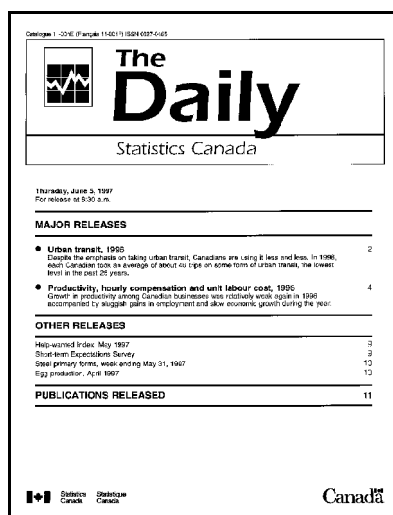 Catalogue 11-001E (Français 11-001F) ISSN 0827-0465
The
Daily
Statistics Canada
Thursday, June 5, 1997
For release at 8:30 a.m.
MAJOR RELEASES
● Urban transit, 1996 2
Despite the emphasis on taking urban transit, Canadians are using it less and less. In 1996,
each Canadian took an average of about 40 trips on some form of urban transit, the lowest
level in the past 25 years.
● Productivity, hourly compensation and unit labour cost, 1996 4
Growth in productivity among Canadian businesses was relatively weak again in 1996
accompanied by sluggish gains in employment and slow economic growth during the year.
OTHER RELEASES
Help-wanted Index, May 1997 9
Short-term Expectations Survey 9
Steel primary forms, week ending May 31, 1997 10
Egg production, April 1997 10
PUBLICATIONS RELEASED 11
Statistics Canada Statistique Canada
Canada